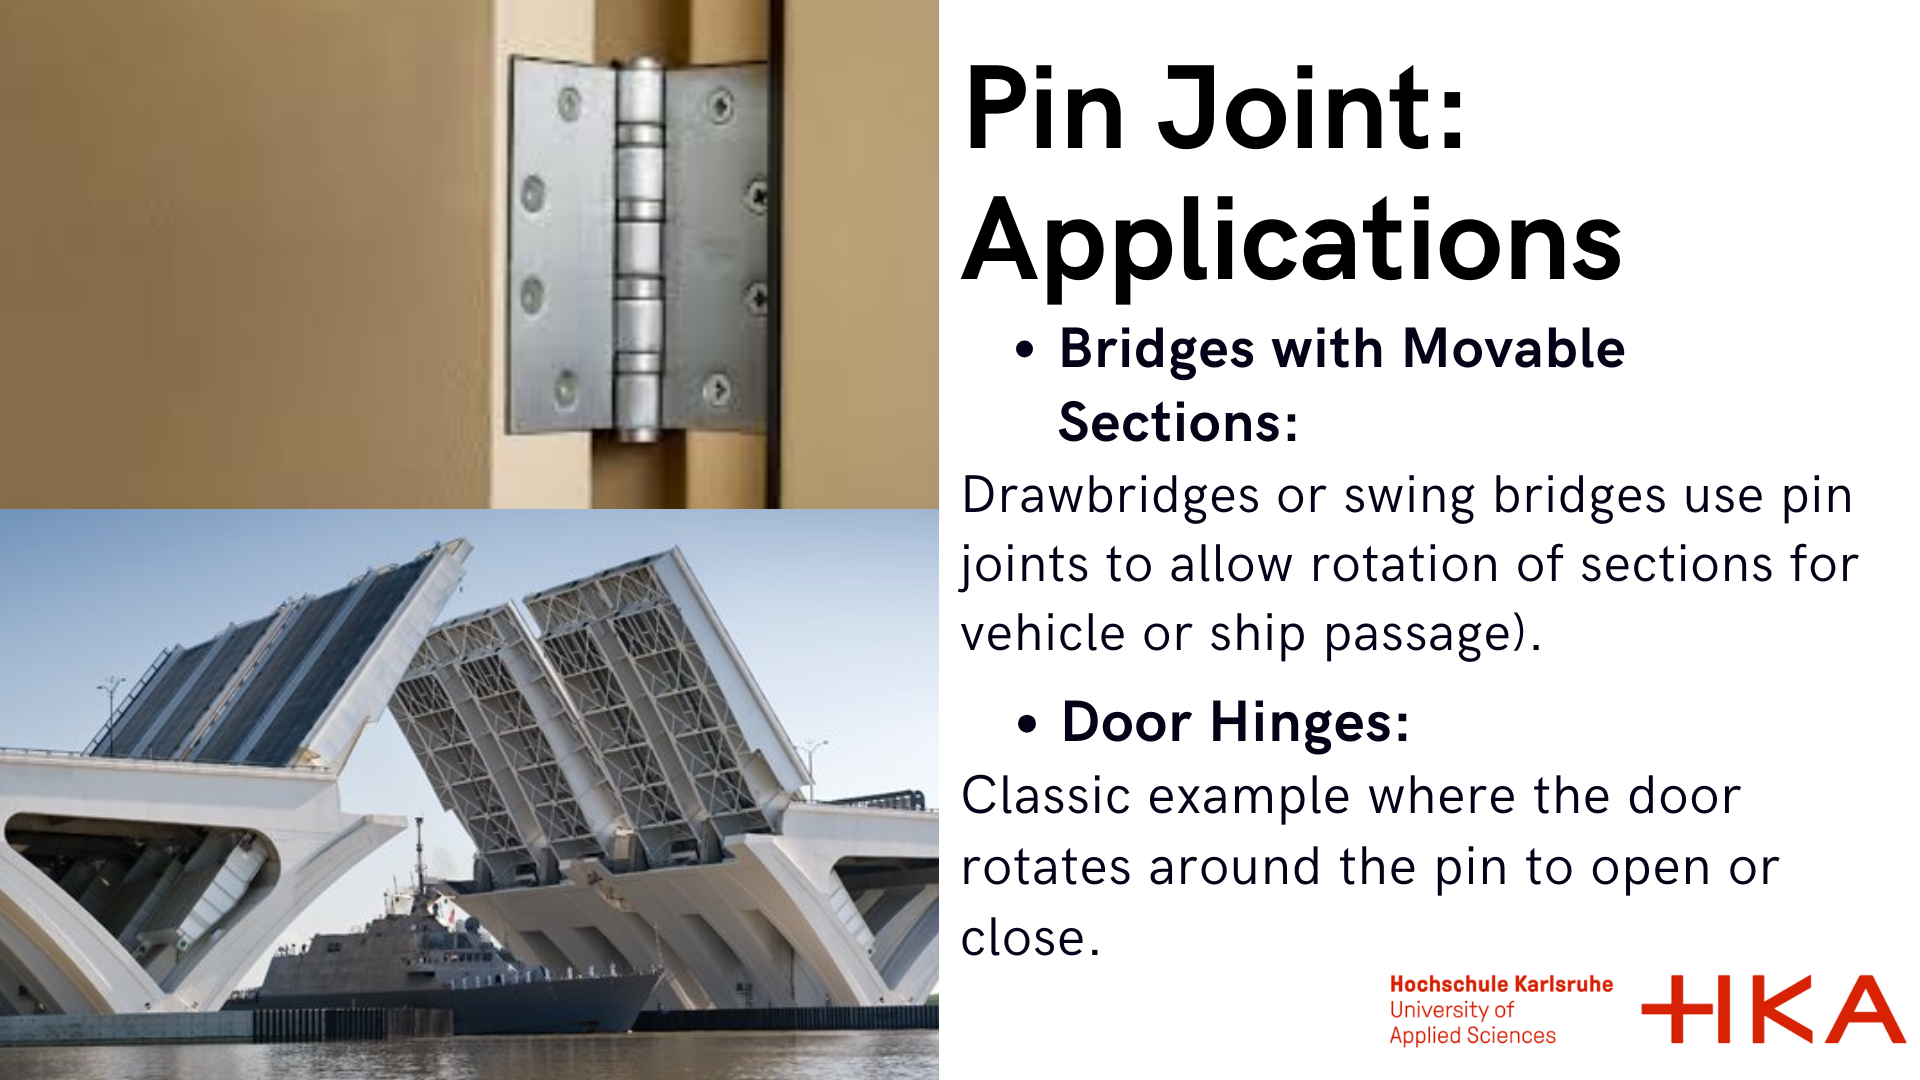 Pin Joint:
Applications
• Bridges with Movable
Sections:
Drawbridges or swing bridges use pin
joints to allow rotation of sections for
vehicle or ship passage).
• Door Hinges:
Classic example where the door
rotates around the pin to open or
close.
Hochschule Karlsruhe
University of
Applied Sciences
HKA